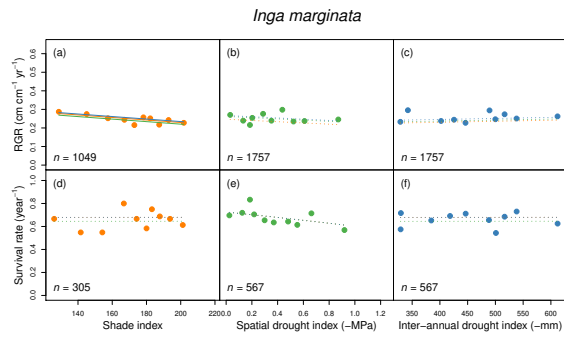 Inga marginata
(a)
(b)
(c)
RGR (cm cm⁻¹ yr⁻¹)
0.0 0.1 0.2 0.3 0.4 0.5 0.6
n = 1049
n = 1757
n = 1757
(d)
(e)
(f)
Survival rate (year⁻¹)
0.0 0.2 0.4 0.6 0.8 1.0
n = 305
n = 567
n = 567
140 160 180 200 220
0.0 0.2 0.4 0.6 0.8 1.0 1.2
350 400 450 500 550 600
Shade index
Spatial drought index (−MPa)
Inter−annual drought index (−mm)